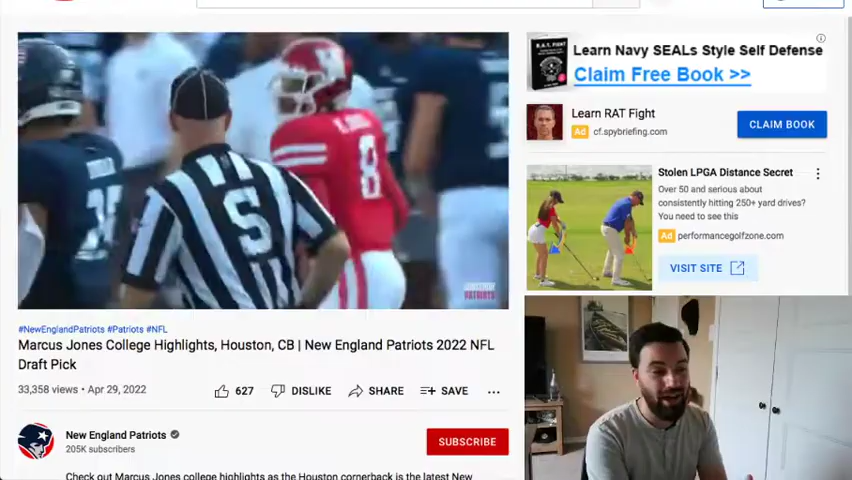 S
8
PATRIOTS
#NewEnglandPatriots #Patriots #NFL
Marcus Jones College Highlights, Houston, CB | New England Patriots 2022 NFL
Draft Pick
33,358 views • Apr 29, 2022
627
DISLIKE
SHARE
SAVE
New England Patriots
205K subscribers
SUBSCRIBE
Check out Marcus Jones college highlights as the Houston cornerback is the latest New
Learn Navy SEALs Style Self Defense
Claim Free Book >>
Learn RAT Fight
Ad cf.spybriefing.com
CLAIM BOOK
Stolen LPGA Distance Secret
Over 50 and serious about
consistently hitting 250+ yard drives?
You need to see this
Ad performancegolfzone.com
VISIT SITE